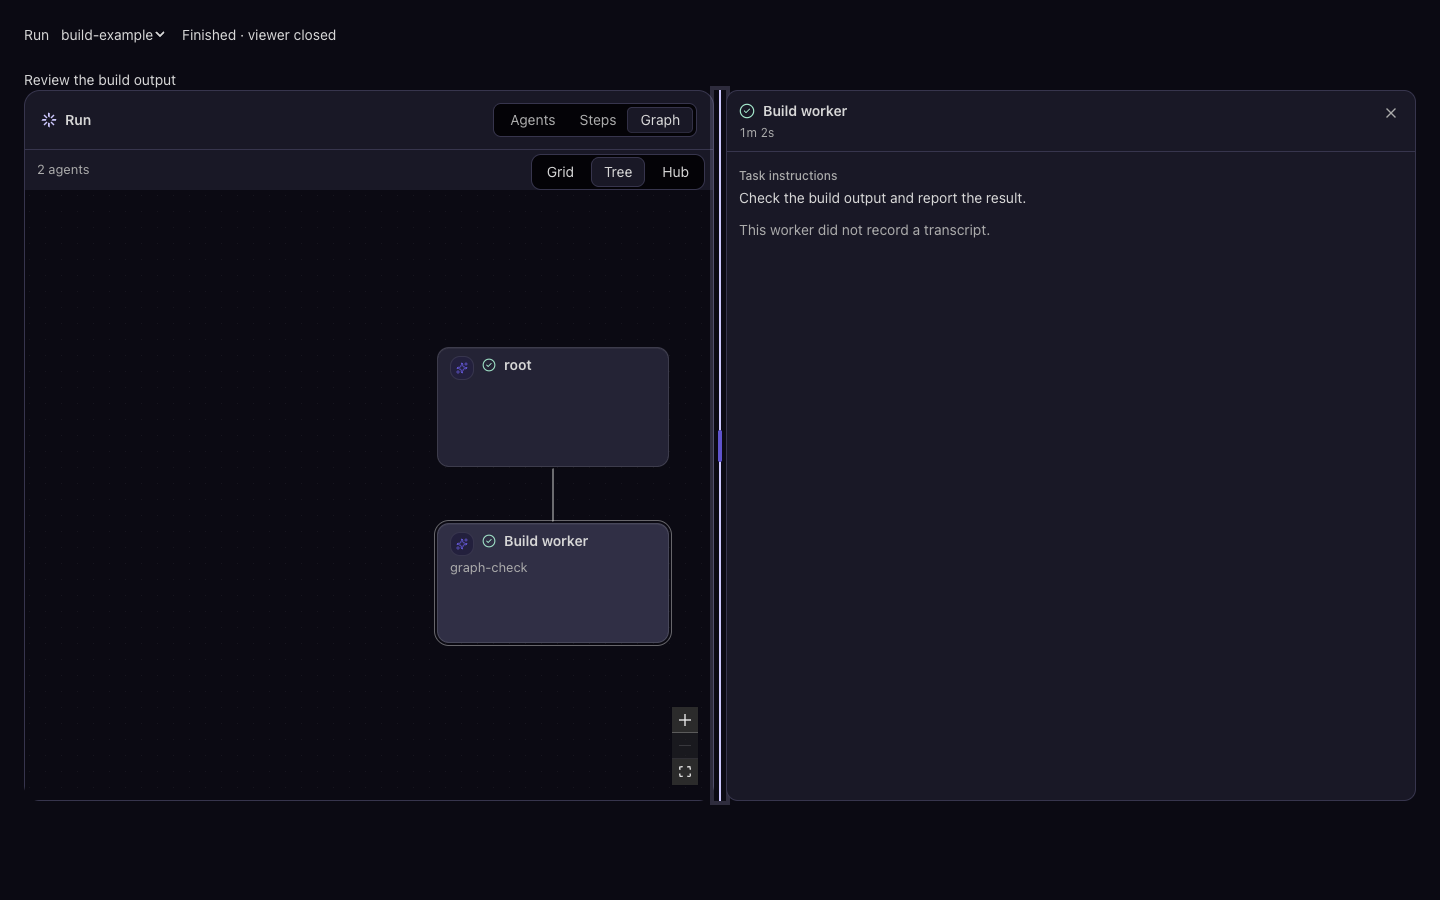 Run build-example Finished · viewer closed
Review the build output
Run
Agents Steps Graph
2 agents
Grid Tree Hub
root
Build worker
graph-check
Build worker
1m 2s
Task instructions
Check the build output and report the result.
This worker did not record a transcript.